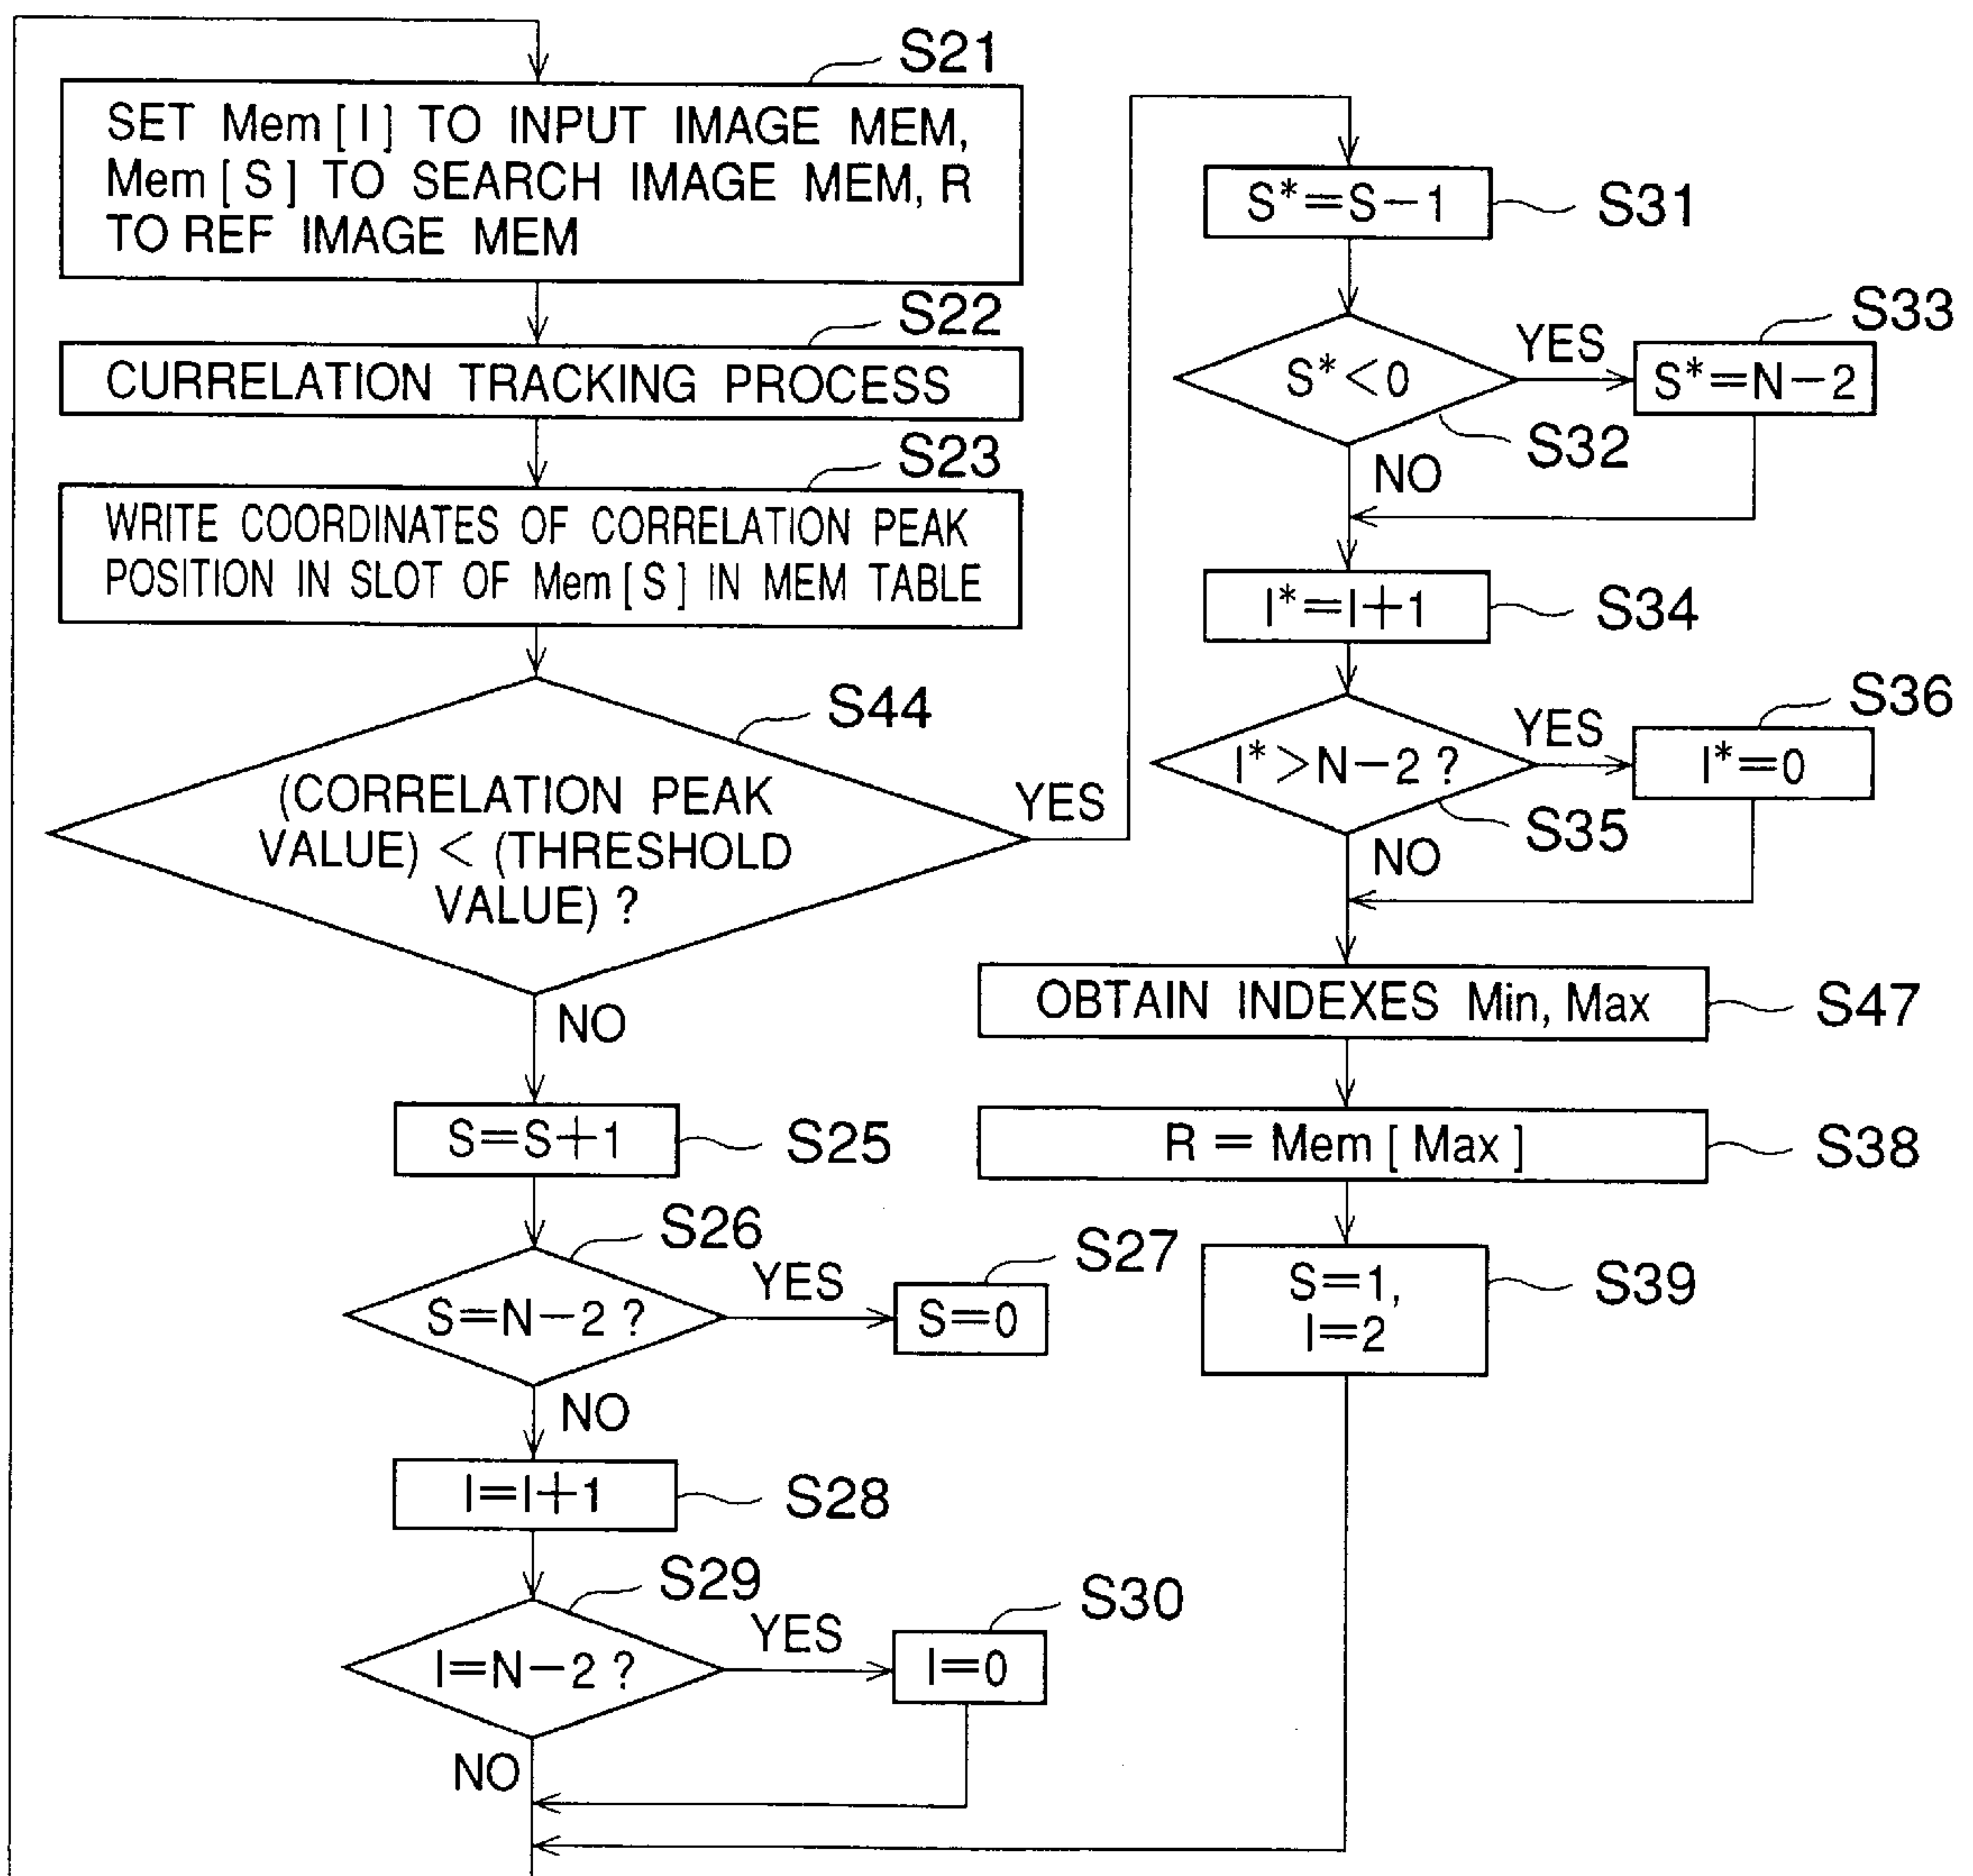 S21
SET Mem[I] TO INPUT IMAGE MEM,
Mem[S] TO SEARCH IMAGE MEM, R
TO REF IMAGE MEM
S22
CURRELATION TRACKING PROCESS
S23
WRITE COORDINATES OF CORRELATION PEAK
POSITION IN SLOT OF Mem[S] IN MEM TABLE
S44
(CORRELATION PEAK
VALUE) < (THRESHOLD
VALUE) ?
YES
NO
S=S+1
S25
S26
S=N-2 ?
YES
S27
S=0
NO
I=I+1
S28
S29
I=N-2 ?
YES
S30
I=0
NO
S*=S-1
S31
S*<0
S32
YES
S33
S*=N-2
NO
I*=I+1
S34
I*>N-2 ?
S35
YES
S36
I*=0
NO
OBTAIN INDEXES Min, Max
S47
R = Mem[Max]
S38
S=1,
I=2
S39